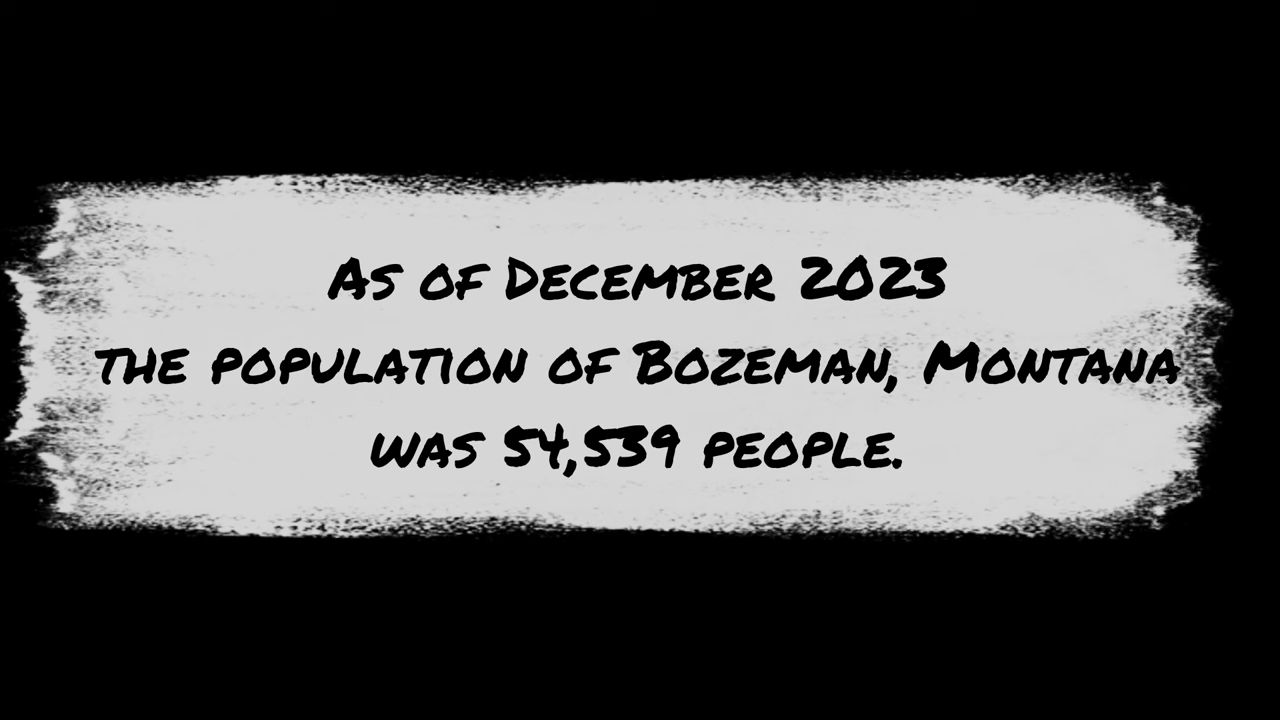 As of December 2023
the population of Bozeman, Montana
was 54,539 people.